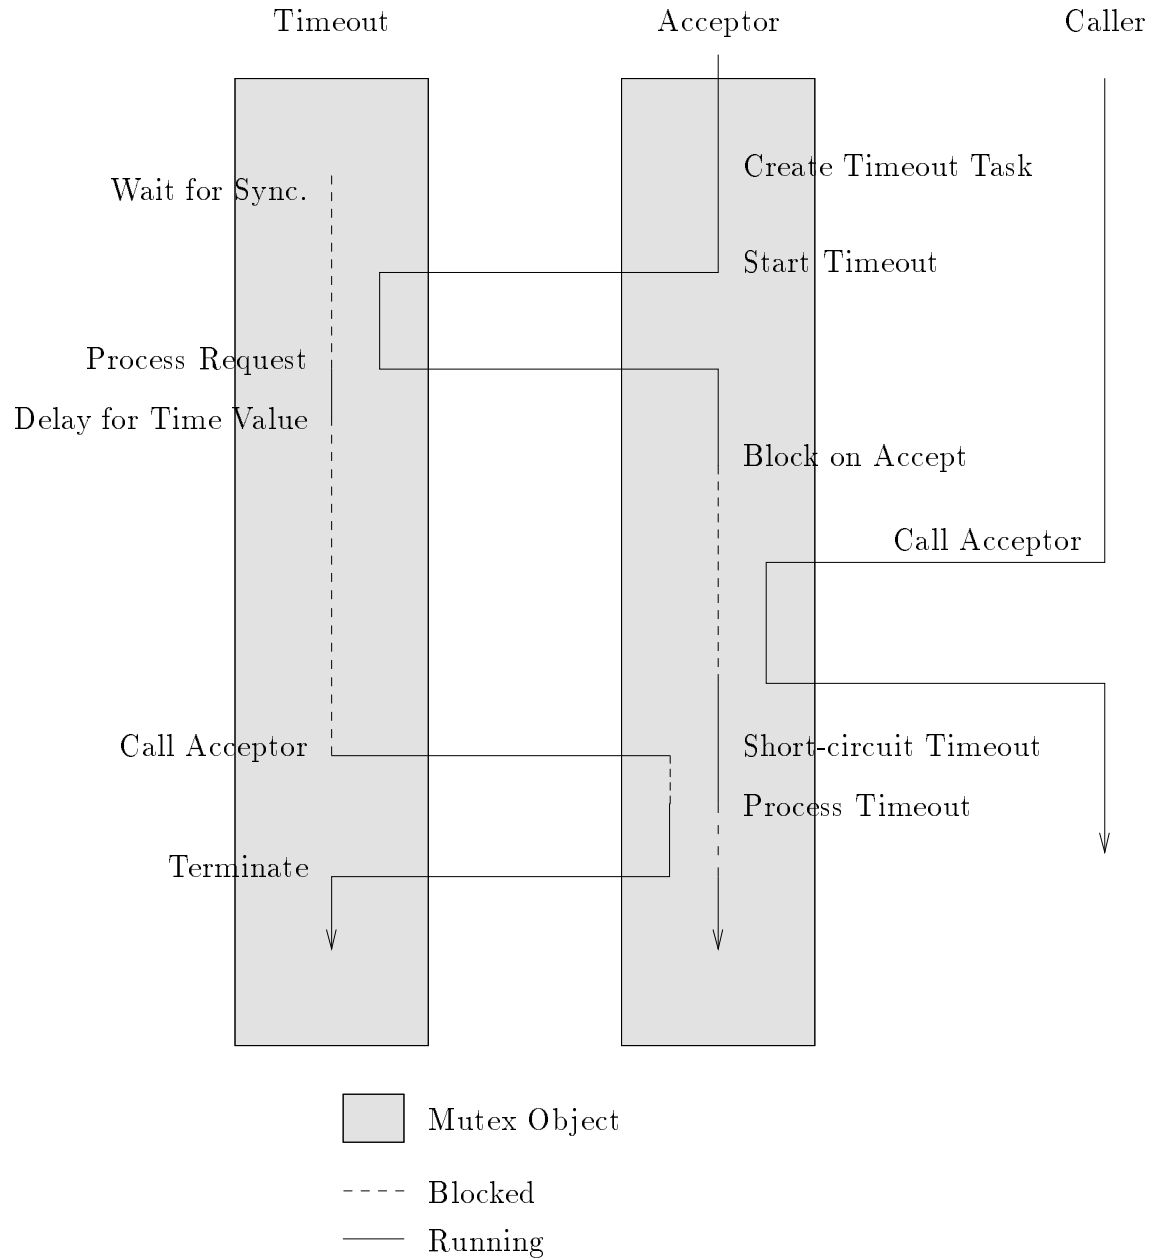 Timeout
Acceptor
Caller
Create Timeout Task
Wait for Sync.
Start Timeout
Process Request
Delay for Time Value
Block on Accept
Call Acceptor
Call Acceptor
Short-circuit Timeout
Process Timeout
Terminate
Mutex Object
Blocked
Running